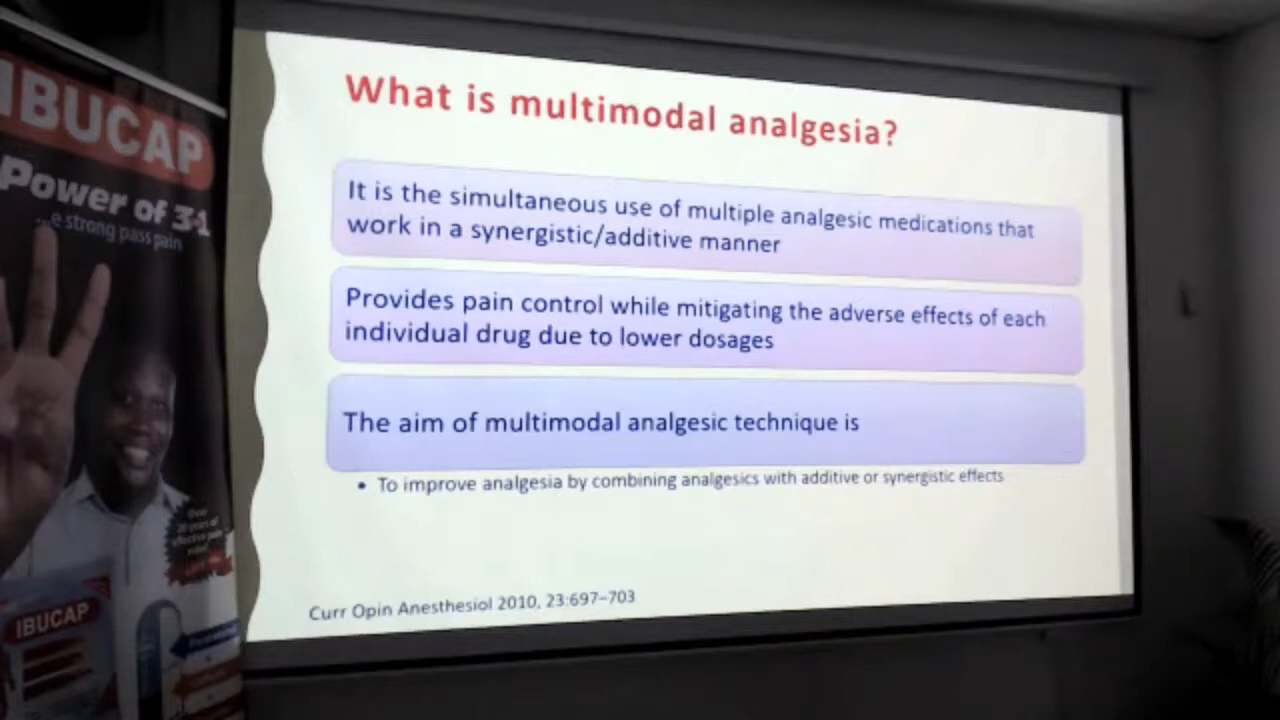 IBUCAP
Power of 3-1
...e strong pass pain
What is multimodal analgesia?
It is the simultaneous use of multiple analgesic medications that
work in a synergistic/additive manner
Provides pain control while mitigating the adverse effects of each
individual drug due to lower dosages
The aim of multimodal analgesic technique is
• To improve analgesia by combining analgesics with additive or synergistic effects
Curr Opin Anesthesiol 2010, 23:697–703
IBUCAP